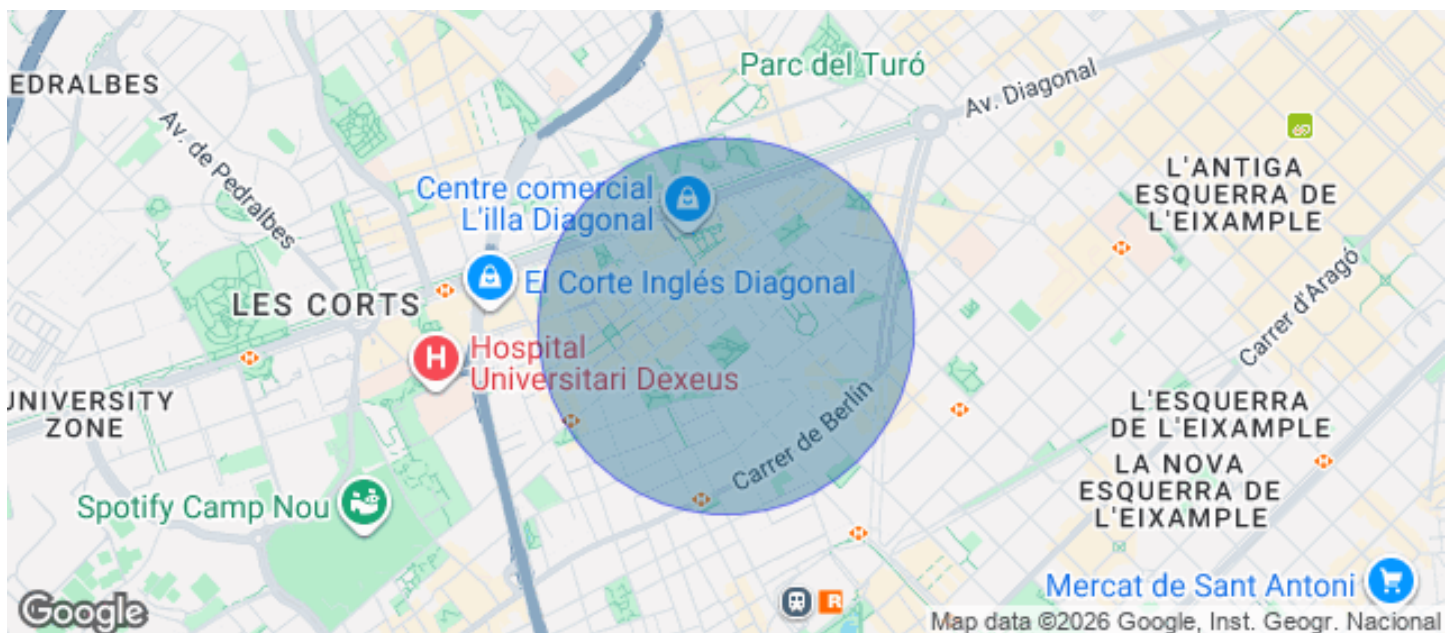 Parc del Turó
Av. Diagonal
EDRALBES
Av. de Pedralbes
L'ANTIGA
ESQUERRA DE
L'EIXAMPLE
Centre comercial
L'illa Diagonal
El Corte Inglés Diagonal
LES CORTS
Carrer d'Aragó
H
Hospital
Universitari Dexeus
UNIVERSITY
ZONE
L'ESQUERRA
DE L'EIXAMPLE
Carrer de Berlín
LA NOVA
ESQUERRA DE
L'EIXAMPLE
Spotify Camp Nou
Mercat de Sant Antoni
R
Google
Map data ©2026 Google, Inst. Geogr. Nacional